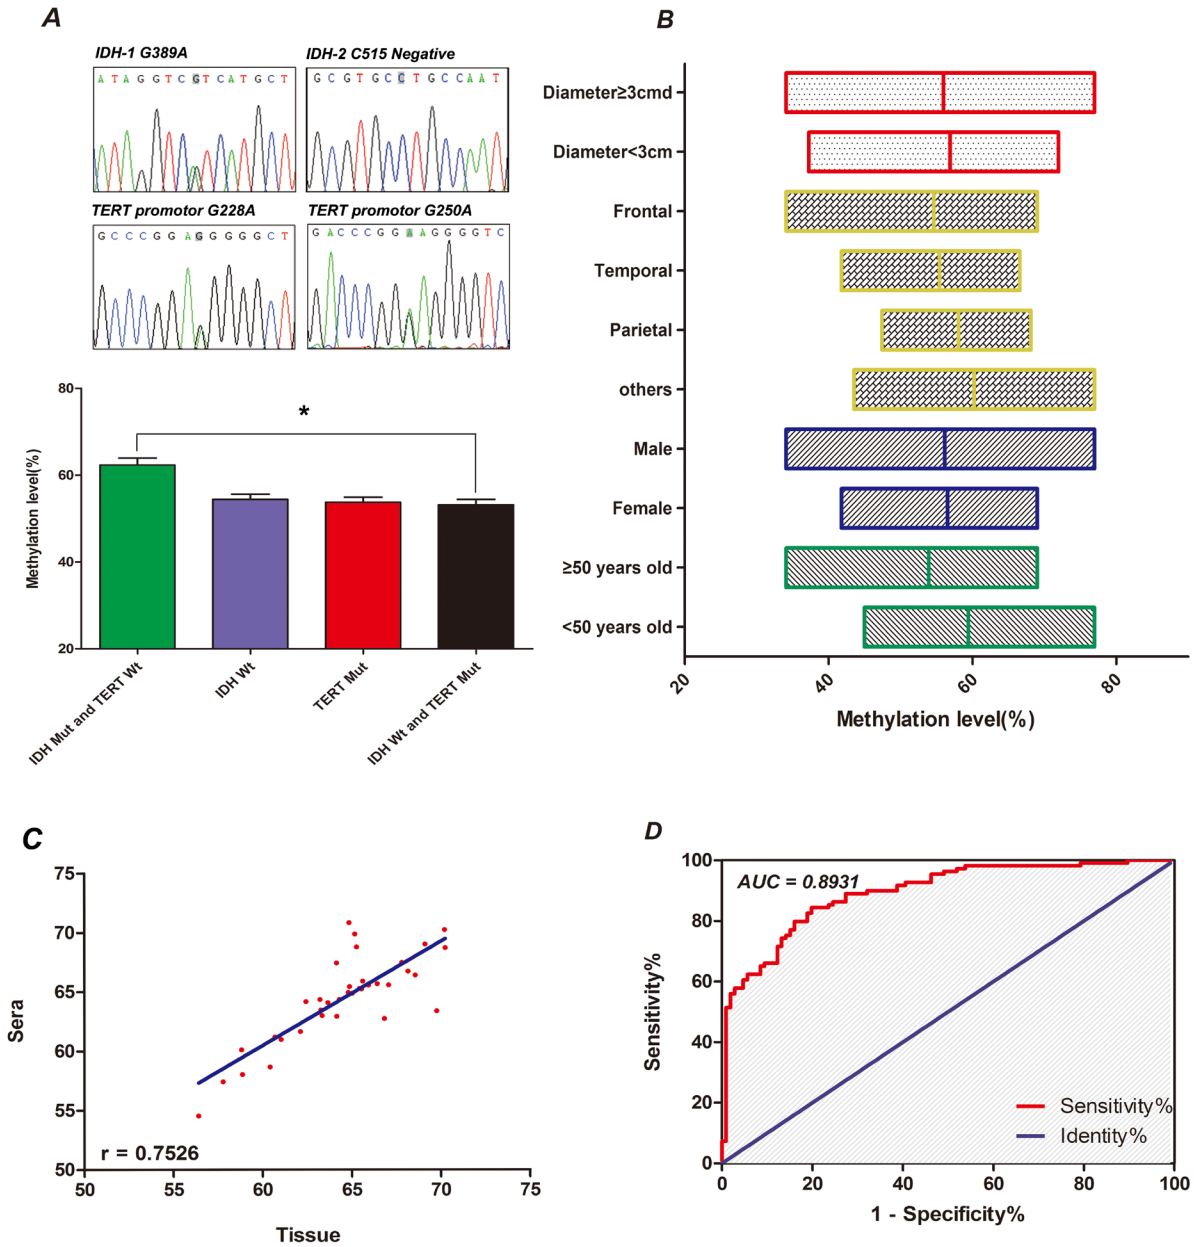 A
IDH-1 G389A
IDH-2 C515 Negative
A T A G G T C G T C A T G C T
G C G T G C C T G C C A A T
TERT promotor G228A
TERT promotor G250A
G C C C G G A G G G G G C T
G A C C C G G A A G G G G T C
80
60
40
20
Methylation level(%)
*
IDH Mut and TERT Wt
IDH Wt
TERT Mut
IDH Wt and TERT Mut
B
Diameter≥3cmd
Diameter<3cm
Frontal
Temporal
Parietal
others
Male
Female
≥50 years old
<50 years old
20
40
60
80
Methylation level(%)
C
75
70
65
60
55
50
Sera
r = 0.7526
50
55
60
65
70
75
Tissue
D
100
80
60
40
20
0
Sensitivity%
AUC = 0.8931
Sensitivity%
Identity%
0
20
40
60
80
100
1 - Specificity%